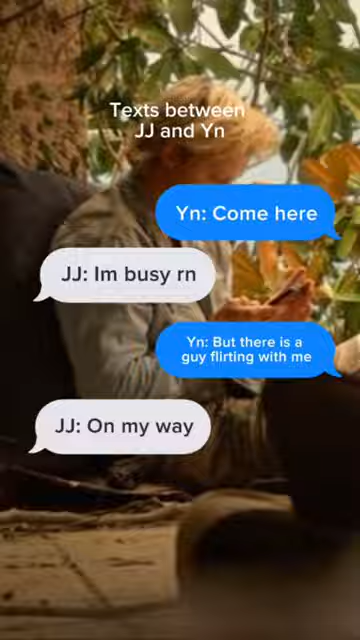 Texts between
JJ and Yn
Yn: Come here
JJ: Im busy rn
Yn: But there is a
guy flirting with me
JJ: On my way